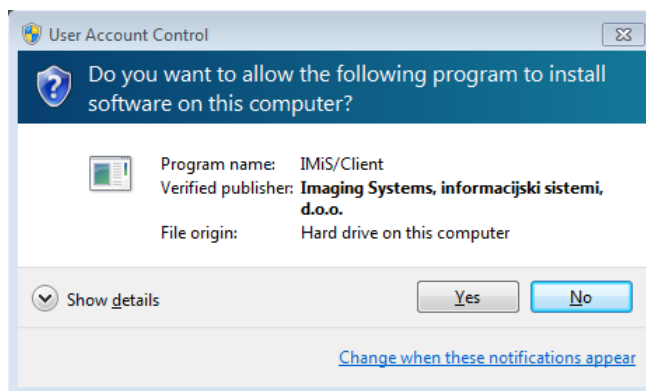 User Account Control
Do you want to allow the following program to install
software on this computer?
Program name: IMiS/Client
Verified publisher: Imaging Systems, informacijski sistemi,
d.o.o.
File origin: Hard drive on this computer
Show details Yes No
Change when these notifications appear